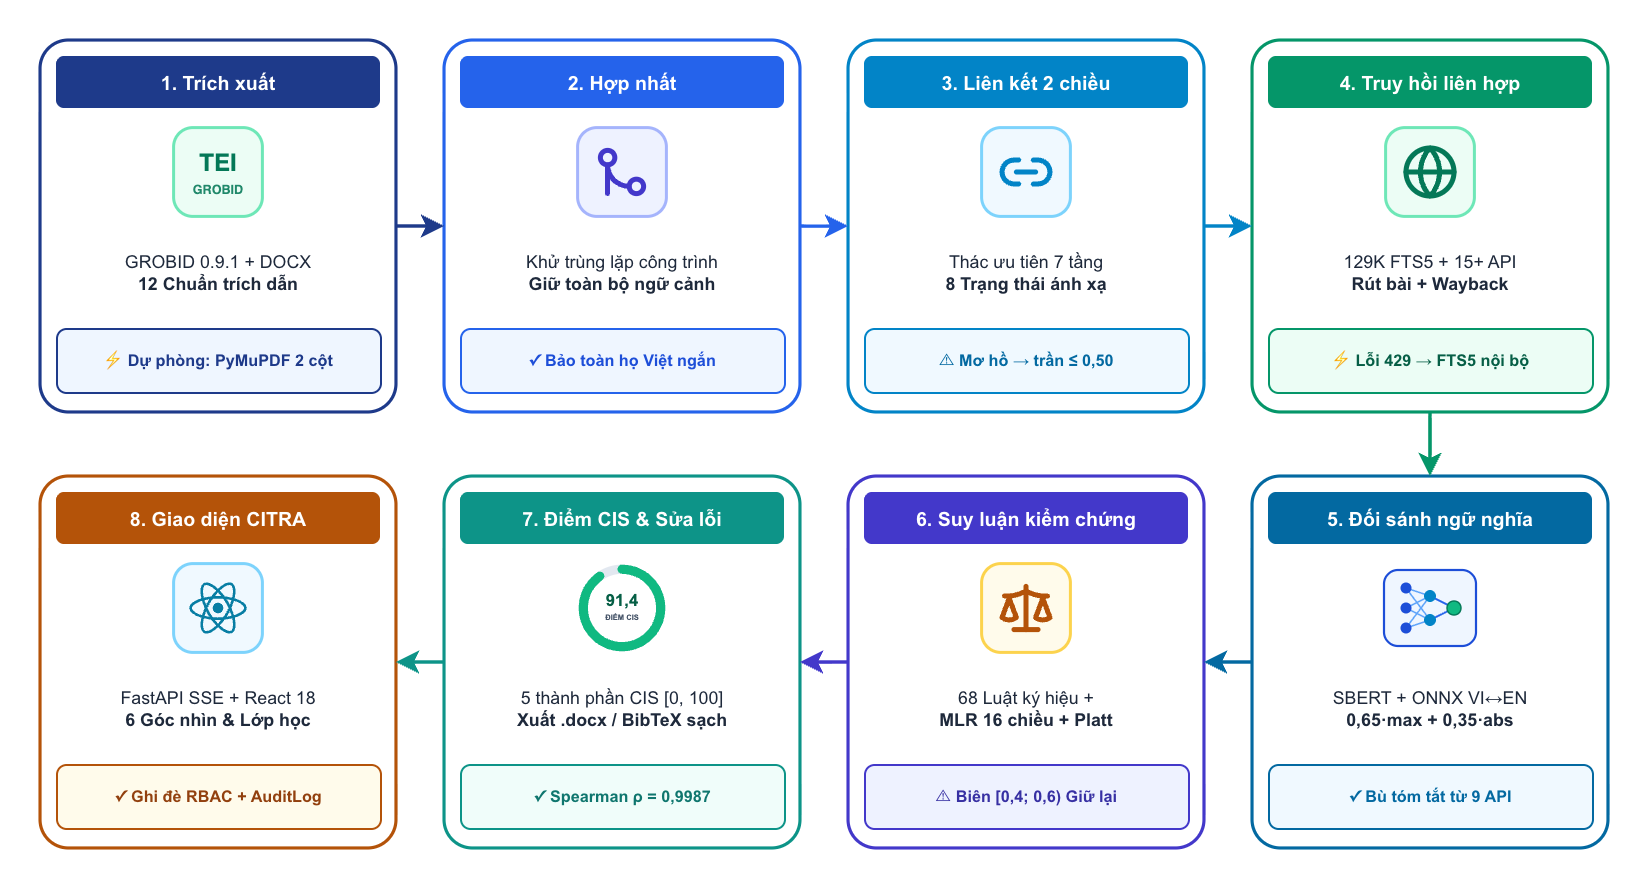 1. Trích xuất
TEI
GROBID
GROBID 0.9.1 + DOCX
12 Chuẩn trích dẫn
⚡ Dự phòng: PyMuPDF 2 cột
2. Hợp nhất
Khử trùng lặp công trình
Giữ toàn bộ ngữ cảnh
✓ Bảo toàn họ Việt ngắn
3. Liên kết 2 chiều
Thác ưu tiên 7 tầng
8 Trạng thái ánh xạ
⚠ Mơ hồ → trần ≤ 0,50
4. Truy hồi liên hợp
129K FTS5 + 15+ API
Rút bài + Wayback
⚡ Lỗi 429 → FTS5 nội bộ
5. Đối sánh ngữ nghĩa
SBERT + ONNX VI↔EN
0,65·max + 0,35·abs
✓ Bù tóm tắt từ 9 API
6. Suy luận kiểm chứng
68 Luật ký hiệu +
MLR 16 chiều + Platt
⚠ Biên [0,4; 0,6) Giữ lại
7. Điểm CIS & Sửa lỗi
91,4
ĐIỂM CIS
5 thành phần CIS [0, 100]
Xuất .docx / BibTeX sạch
✓ Spearman ρ = 0,9987
8. Giao diện CITRA
FastAPI SSE + React 18
6 Góc nhìn & Lớp học
✓ Ghi đè RBAC + AuditLog